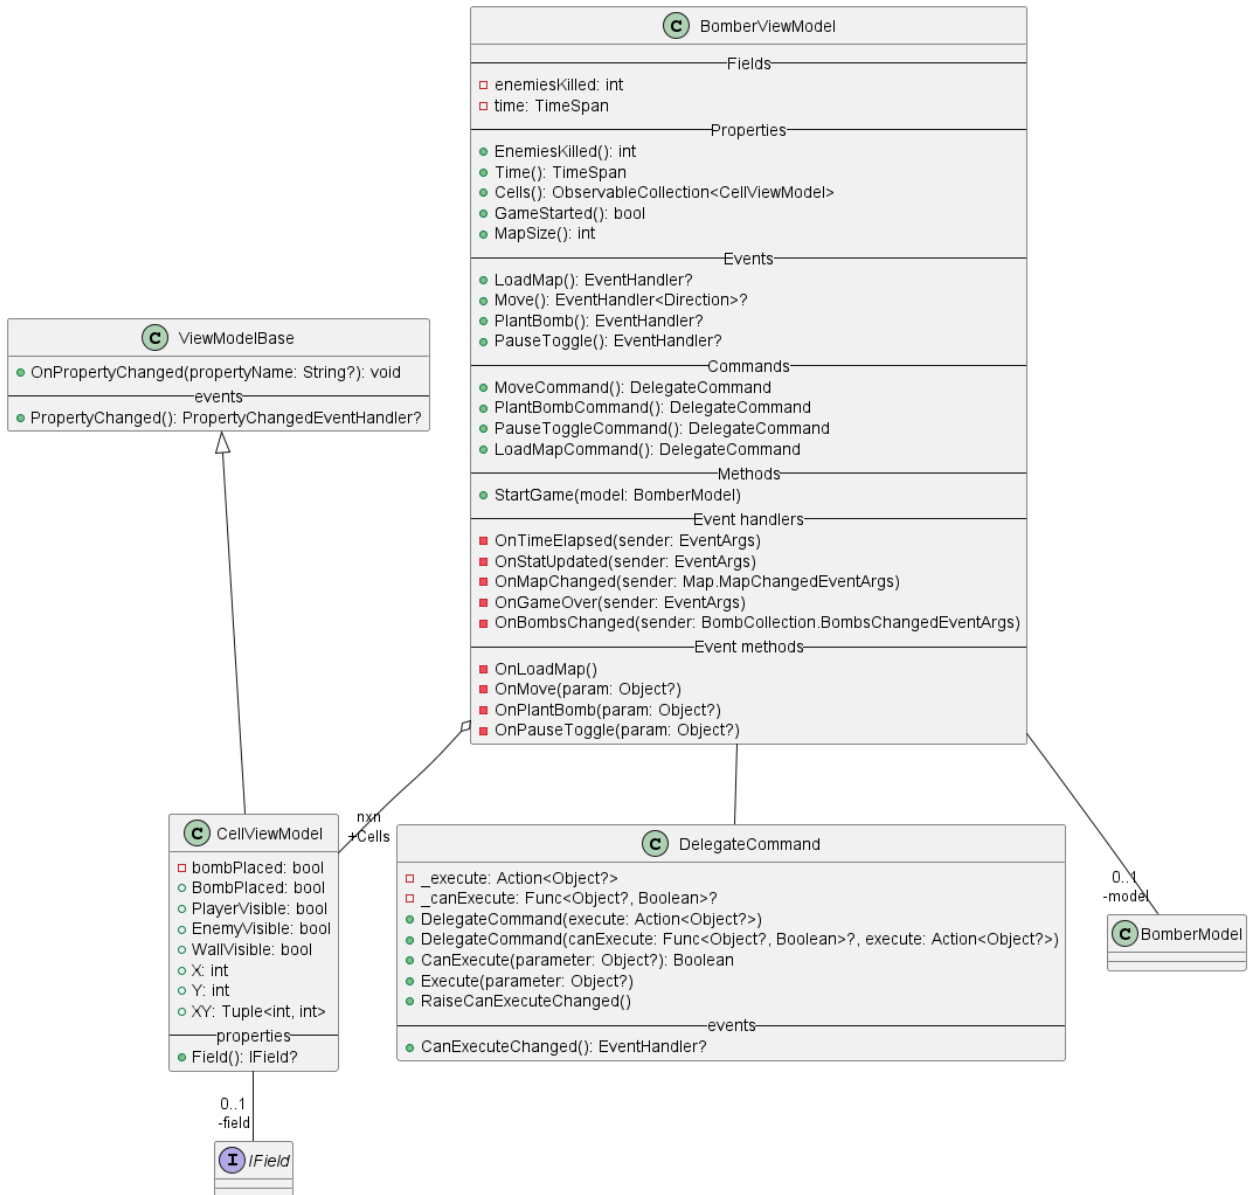 C BomberViewModel
Fields
enemiesKilled: int
time: TimeSpan
Properties
EnemiesKilled(): int
Time(): TimeSpan
Cells(): ObservableCollection<CellViewModel>
GameStarted(): bool
MapSize(): int
Events
LoadMap(): EventHandler?
Move(): EventHandler<Direction>?
PlantBomb(): EventHandler?
PauseToggle(): EventHandler?
Commands
MoveCommand(): DelegateCommand
PlantBombCommand(): DelegateCommand
PauseToggleCommand(): DelegateCommand
LoadMapCommand(): DelegateCommand
Methods
StartGame(model: BomberModel)
Event handlers
OnTimeElapsed(sender: EventArgs)
OnStatUpdated(sender: EventArgs)
OnMapChanged(sender: Map.MapChangedEventArgs)
OnGameOver(sender: EventArgs)
OnBombsChanged(sender: BombCollection.BombsChangedEventArgs)
Event methods
OnLoadMap()
OnMove(param: Object?)
OnPlantBomb(param: Object?)
OnPauseToggle(param: Object?)
C ViewModelBase
OnPropertyChanged(propertyName: String?): void
events
PropertyChanged(): PropertyChangedEventHandler?
nxn
+Cells
C CellViewModel
bombPlaced: bool
BombPlaced: bool
PlayerVisible: bool
EnemyVisible: bool
WallVisible: bool
X: int
Y: int
XY: Tuple<int, int>
properties
Field(): IField?
C DelegateCommand
_execute: Action<Object?>
_canExecute: Func<Object?, Boolean>?
DelegateCommand(execute: Action<Object?>)
DelegateCommand(canExecute: Func<Object?, Boolean>?, execute: Action<Object?>)
CanExecute(parameter: Object?): Boolean
Execute(parameter: Object?)
RaiseCanExecuteChanged()
events
CanExecuteChanged(): EventHandler?
0..1
-model
C BomberModel
0..1
-field
I IField